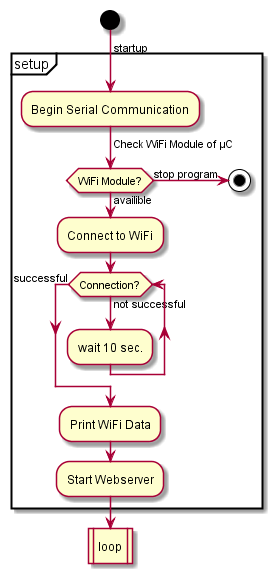 startup
setup
Begin Serial Communication
Check WiFi Module of µC
WiFi Module?
stop program
availible
Connect to WiFi
successful
Connection?
not successful
wait 10 sec.
Print WiFi Data
Start Webserver
loop